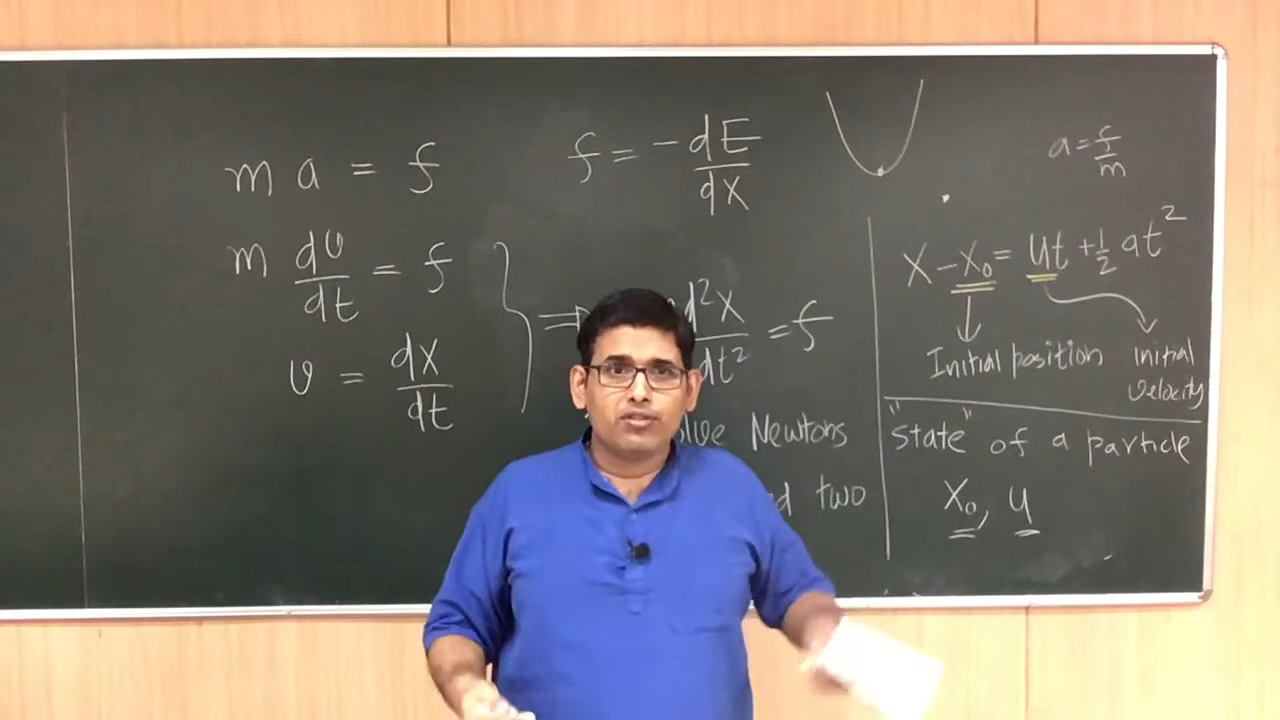 m a = f
f = - dE/dx
m dv/dt = f
v = dx/dt
⇒ d²x/dt² = f
Newtons
two
a = f/m
x - x₀ = ut + 1/2 at²
Initial position
Initial velocity
"state" of a particle
x₀, u